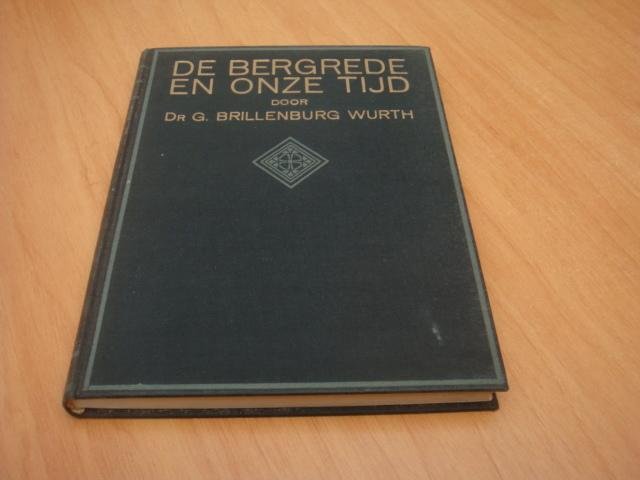 DE BERGREDE
EN ONZE TIJD
DOOR
DR G. BRILLENBURG WURTH